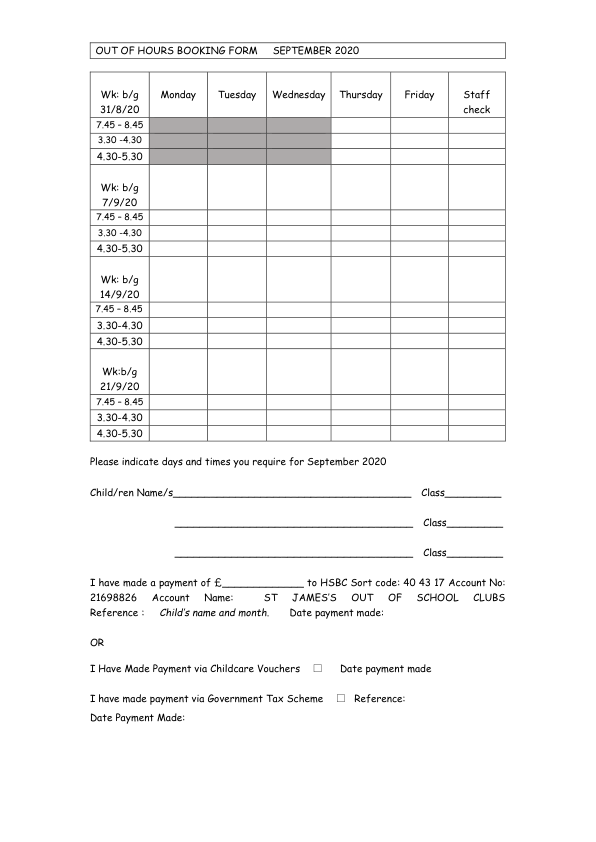 OUT OF HOURS BOOKING FORM SEPTEMBER 2020
Wk: b/g
31/8/20 Monday Tuesday Wednesday Thursday Friday Staff
check
7.45 – 8.45
3.30 -4.30
4.30-5.30
Wk: b/g
7/9/20
7.45 – 8.45
3.30 -4.30
4.30-5.30
Wk: b/g
14/9/20
7.45 – 8.45
3.30-4.30
4.30-5.30
Wk:b/g
21/9/20
7.45 – 8.45
3.30-4.30
4.30-5.30
Please indicate days and times you require for September 2020
Child/ren Name/s_______________________________________ Class_________
_______________________________________ Class_________
_______________________________________ Class_________
I have made a payment of £_____________ to HSBC Sort code: 40 43 17 Account No:
21698826 Account Name: ST JAMES'S OUT OF SCHOOL CLUBS
Reference : Child's name and month. Date payment made:
OR
I Have Made Payment via Childcare Vouchers ☐ Date payment made
I have made payment via Government Tax Scheme ☐ Reference:
Date Payment Made: